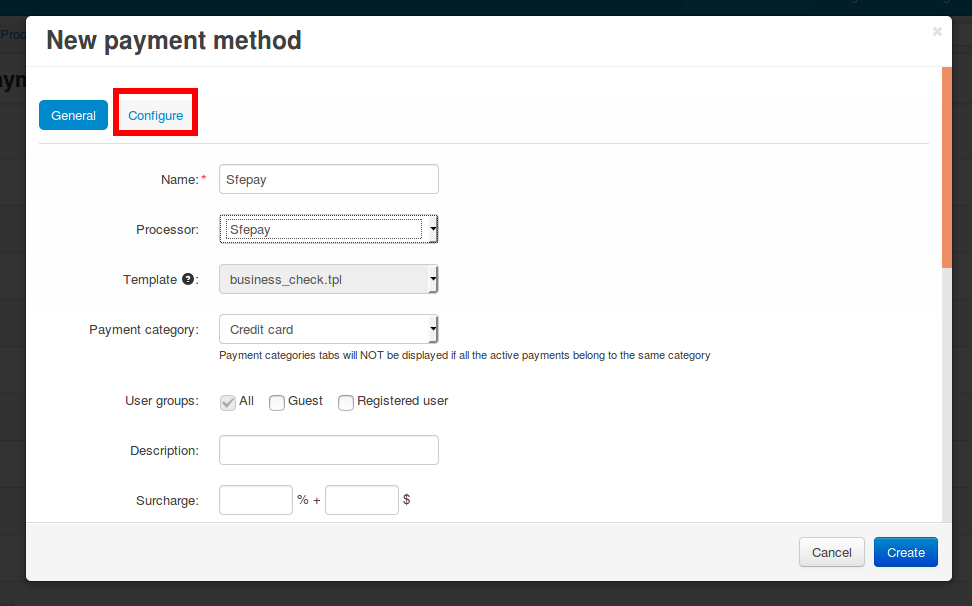 New payment method
×
Proc
aym
General
Configure
Name:*
Sfepay
Processor:
Sfepay
Template ?:
business_check.tpl
Payment category:
Credit card
Payment categories tabs will NOT be displayed if all the active payments belong to the same category
User groups:
All
Guest
Registered user
Description:
Surcharge:
% +
$
Cancel
Create